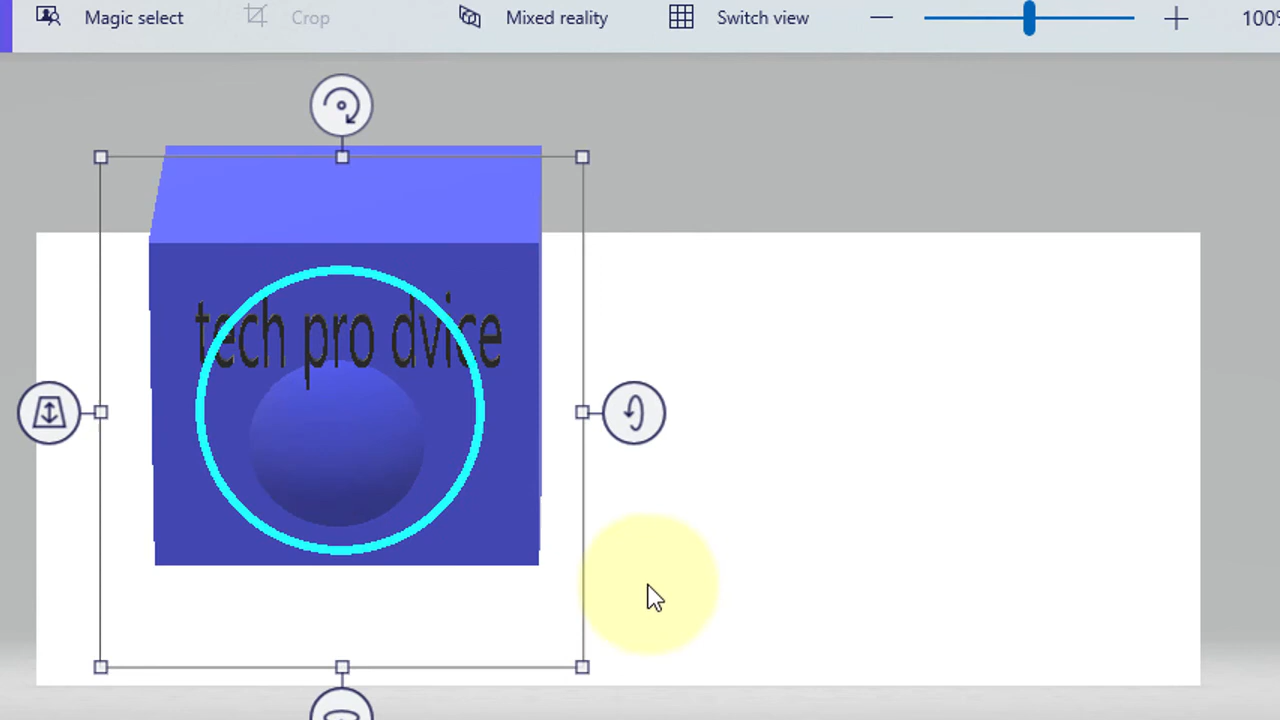 Magic select
Crop
Mixed reality
Switch view
100%
tech pro dvice